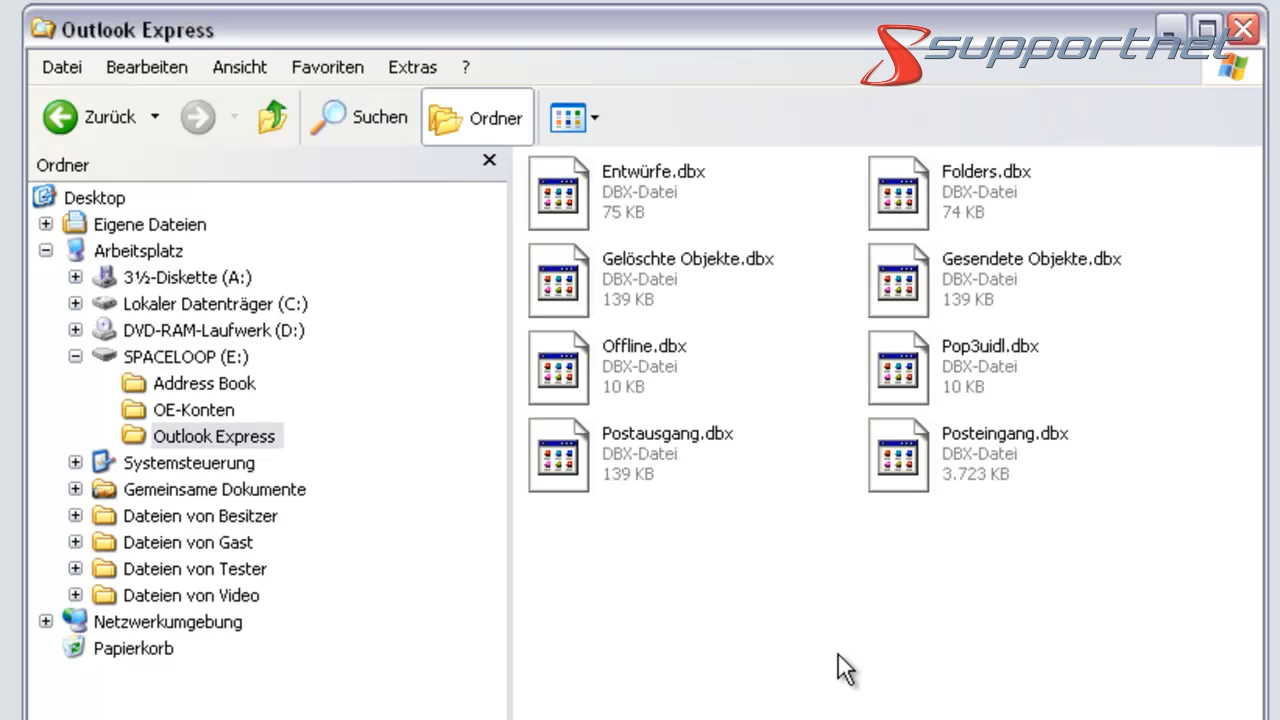 Outlook Express
supportnet
Datei Bearbeiten Ansicht Favoriten Extras ?
Zurück Suchen Ordner
Ordner
Desktop
Eigene Dateien
Arbeitsplatz
3½-Diskette (A:)
Lokaler Datenträger (C:)
DVD-RAM-Laufwerk (D:)
SPACELOOP (E:)
Address Book
OE-Konten
Outlook Express
Systemsteuerung
Gemeinsame Dokumente
Dateien von Besitzer
Dateien von Gast
Dateien von Tester
Dateien von Video
Netzwerkumgebung
Papierkorb
Entwürfe.dbx
DBX-Datei
75 KB
Folders.dbx
DBX-Datei
74 KB
Gelöschte Objekte.dbx
DBX-Datei
139 KB
Gesendete Objekte.dbx
DBX-Datei
139 KB
Offline.dbx
DBX-Datei
10 KB
Pop3uidl.dbx
DBX-Datei
10 KB
Postausgang.dbx
DBX-Datei
139 KB
Posteingang.dbx
DBX-Datei
3.723 KB